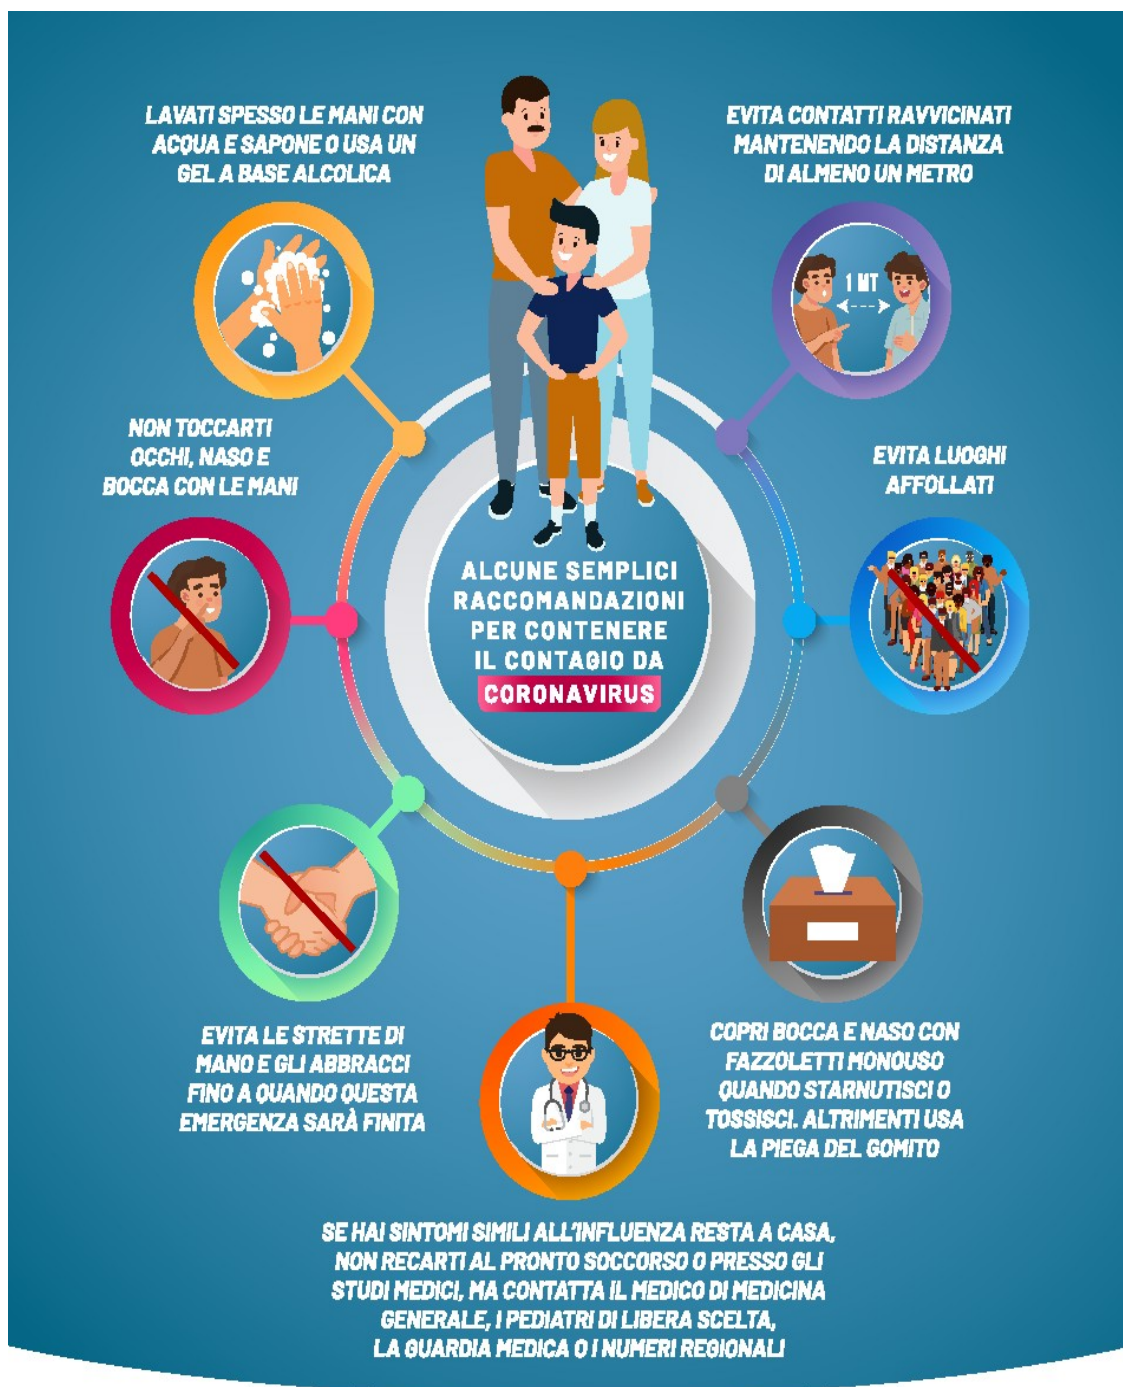 LAVATI SPESSO LE MANI CON
ACQUA E SAPONE O USA UN
GEL A BASE ALCOLICA
EVITA CONTATTI RAVVICINATI
MANTENENDO LA DISTANZA
DI ALMENO UN METRO
1 MT
NON TOCCARTI
OCCHI, NASO E
BOCCA CON LE MANI
EVITA LUOGHI
AFFOLLATI
ALCUNE SEMPLICI
RACCOMANDAZIONI
PER CONTENERE
IL CONTAGIO DA
CORONAVIRUS
EVITA LE STRETTE DI
MANO E GLI ABBRACCI
FINO A QUANDO QUESTA
EMERGENZA SARÀ FINITA
COPRI BOCCA E NASO CON
FAZZOLETTI MONOUSO
QUANDO STARNUTISCI O
TOSSISCI. ALTRIMENTI USA
LA PIEGA DEL GOMITO
SE HAI SINTOMI SIMILI ALL'INFLUENZA RESTA A CASA,
NON RECARTI AL PRONTO SOCCORSO O PRESSO GLI
STUDI MEDICI, MA CONTATTA IL MEDICO DI MEDICINA
GENERALE, I PEDIATRI DI LIBERA SCELTA,
LA GUARDIA MEDICA O I NUMERI REGIONALI